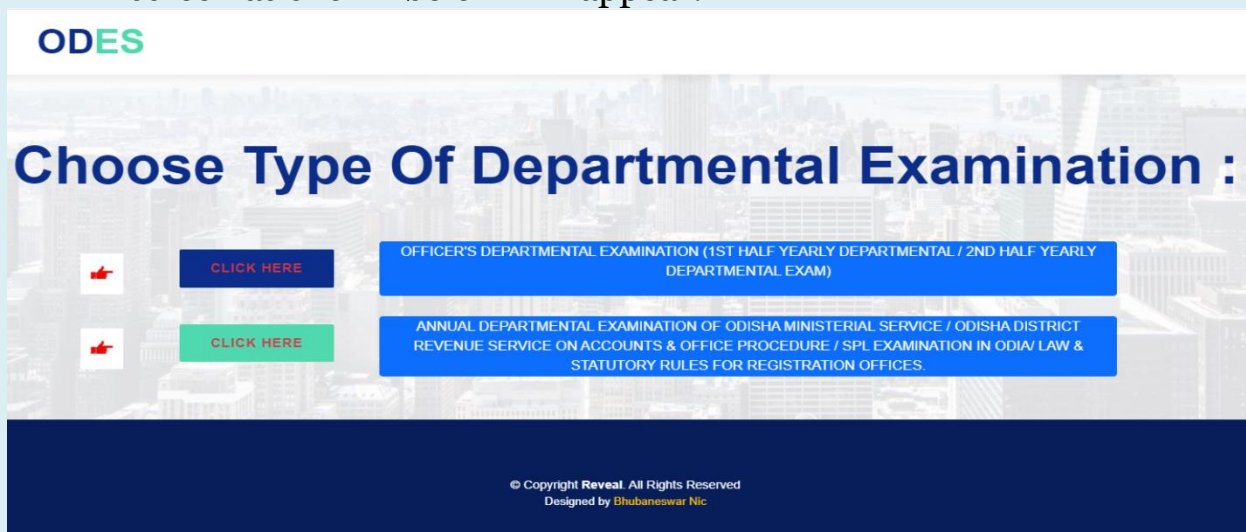 appear.
ODES
Choose Type Of Departmental Examination :
CLICK HERE
OFFICER'S DEPARTMENTAL EXAMINATION (1ST HALF YEARLY DEPARTMENTAL / 2ND HALF YEARLY
DEPARTMENTAL EXAM)
CLICK HERE
ANNUAL DEPARTMENTAL EXAMINATION OF ODISHA MINISTERIAL SERVICE / ODISHA DISTRICT
REVENUE SERVICE ON ACCOUNTS & OFFICE PROCEDURE / SPL EXAMINATION IN ODIA/ LAW &
STATUTORY RULES FOR REGISTRATION OFFICES.
© Copyright Reveal. All Rights Reserved
Designed by Bhubaneswar Nic